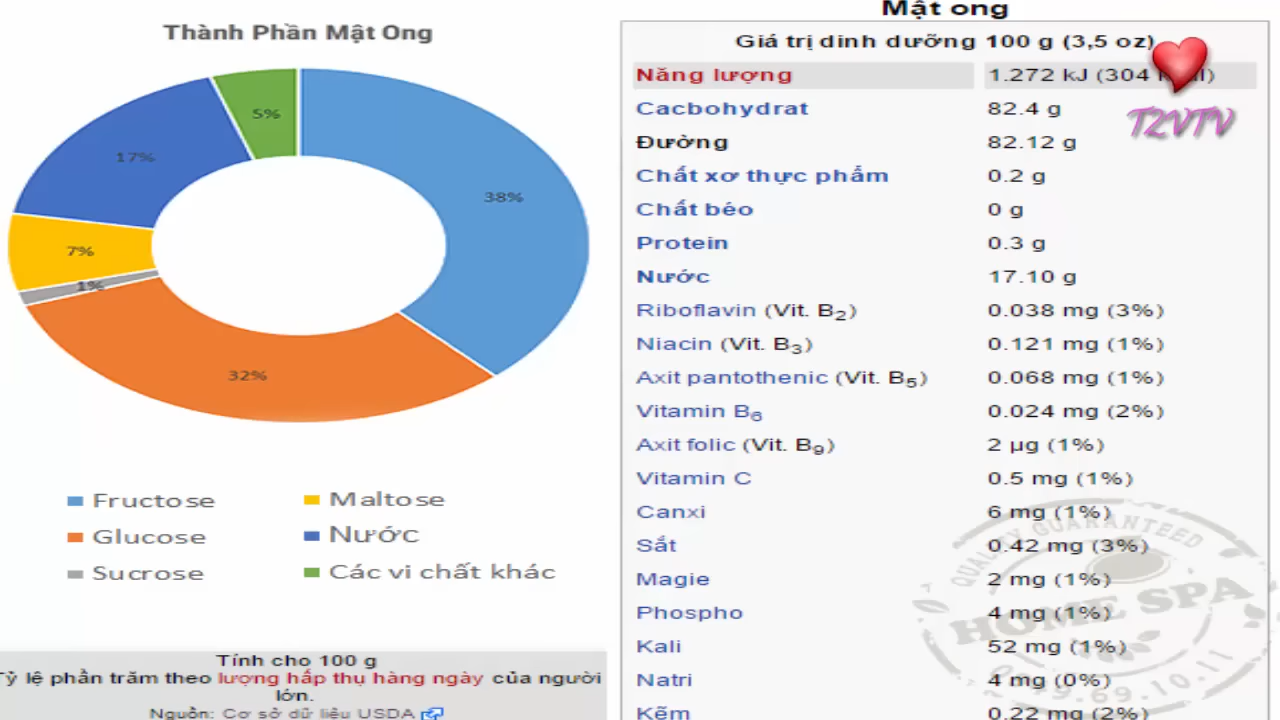 Thành Phần Mật Ong
5%
17%
38%
7%
1%
32%
Fructose
Maltose
Glucose
Nước
Sucrose
Các vi chất khác
Tính cho 100 g
Tỷ lệ phần trăm theo lượng hấp thụ hàng ngày của người
lớn.
Nguồn: Cơ sở dữ liệu USDA
Mật ong
Giá trị dinh dưỡng 100 g (3,5 oz)
Năng lượng 1.272 kJ (304
T2VTV
Cacbohydrat 82.4 g
Đường 82.12 g
Chất xơ thực phẩm 0.2 g
Chất béo 0 g
Protein 0.3 g
Nước 17.10 g
Riboflavin (Vit. B2) 0.038 mg (3%)
Niacin (Vit. B3) 0.121 mg (1%)
Axit pantothenic (Vit. B5) 0.068 mg (1%)
Vitamin B6 0.024 mg (2%)
Axit folic (Vit. B9) 2 µg (1%)
Vitamin C 0.5 mg (1%)
Canxi 6 mg (1%)
Sắt 0.42 mg (3%)
Magie 2 mg (1%)
Phospho 4 mg (1%)
Kali 52 mg (1%)
Natri 4 mg (0%)
Kẽm 0.22 mg (2%)
QUALITY GUARANTEED
HOME SPA